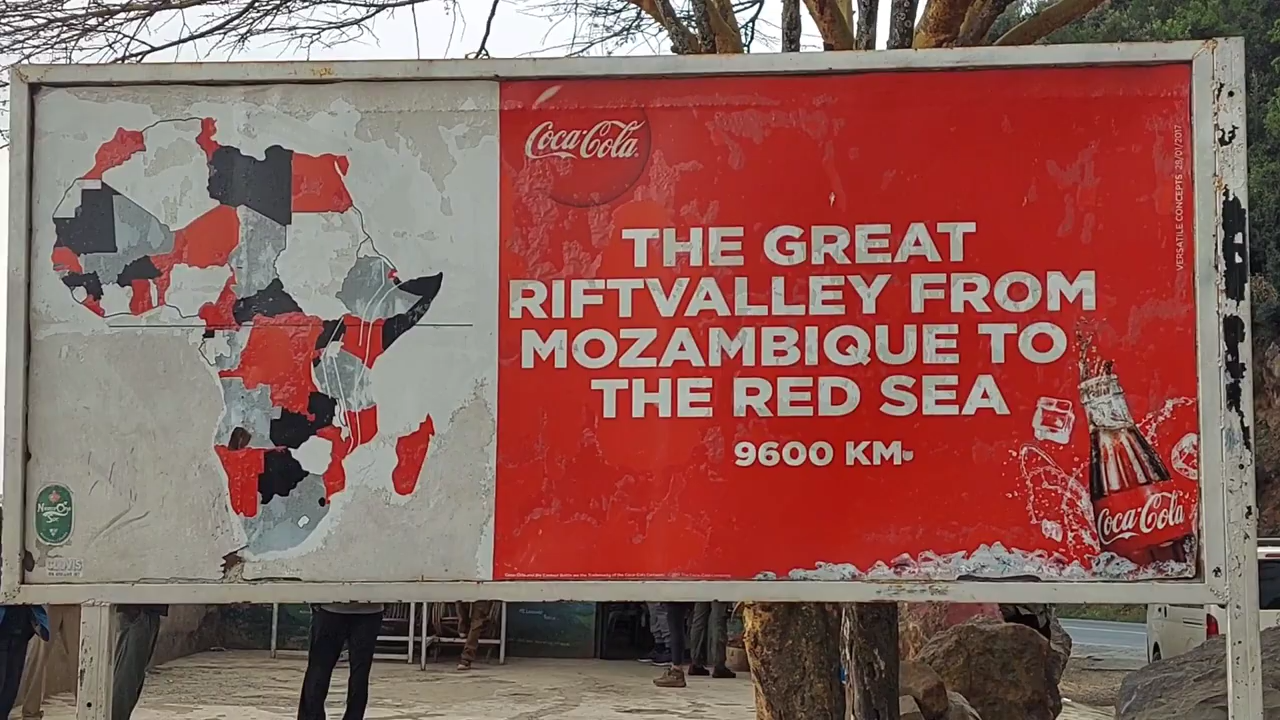 Coca-Cola
THE GREAT
RIFTVALLEY FROM
MOZAMBIQUE TO
THE RED SEA
9600 KM.
Coca-Cola
VERSATILE CONCEPTS 28/01/2017